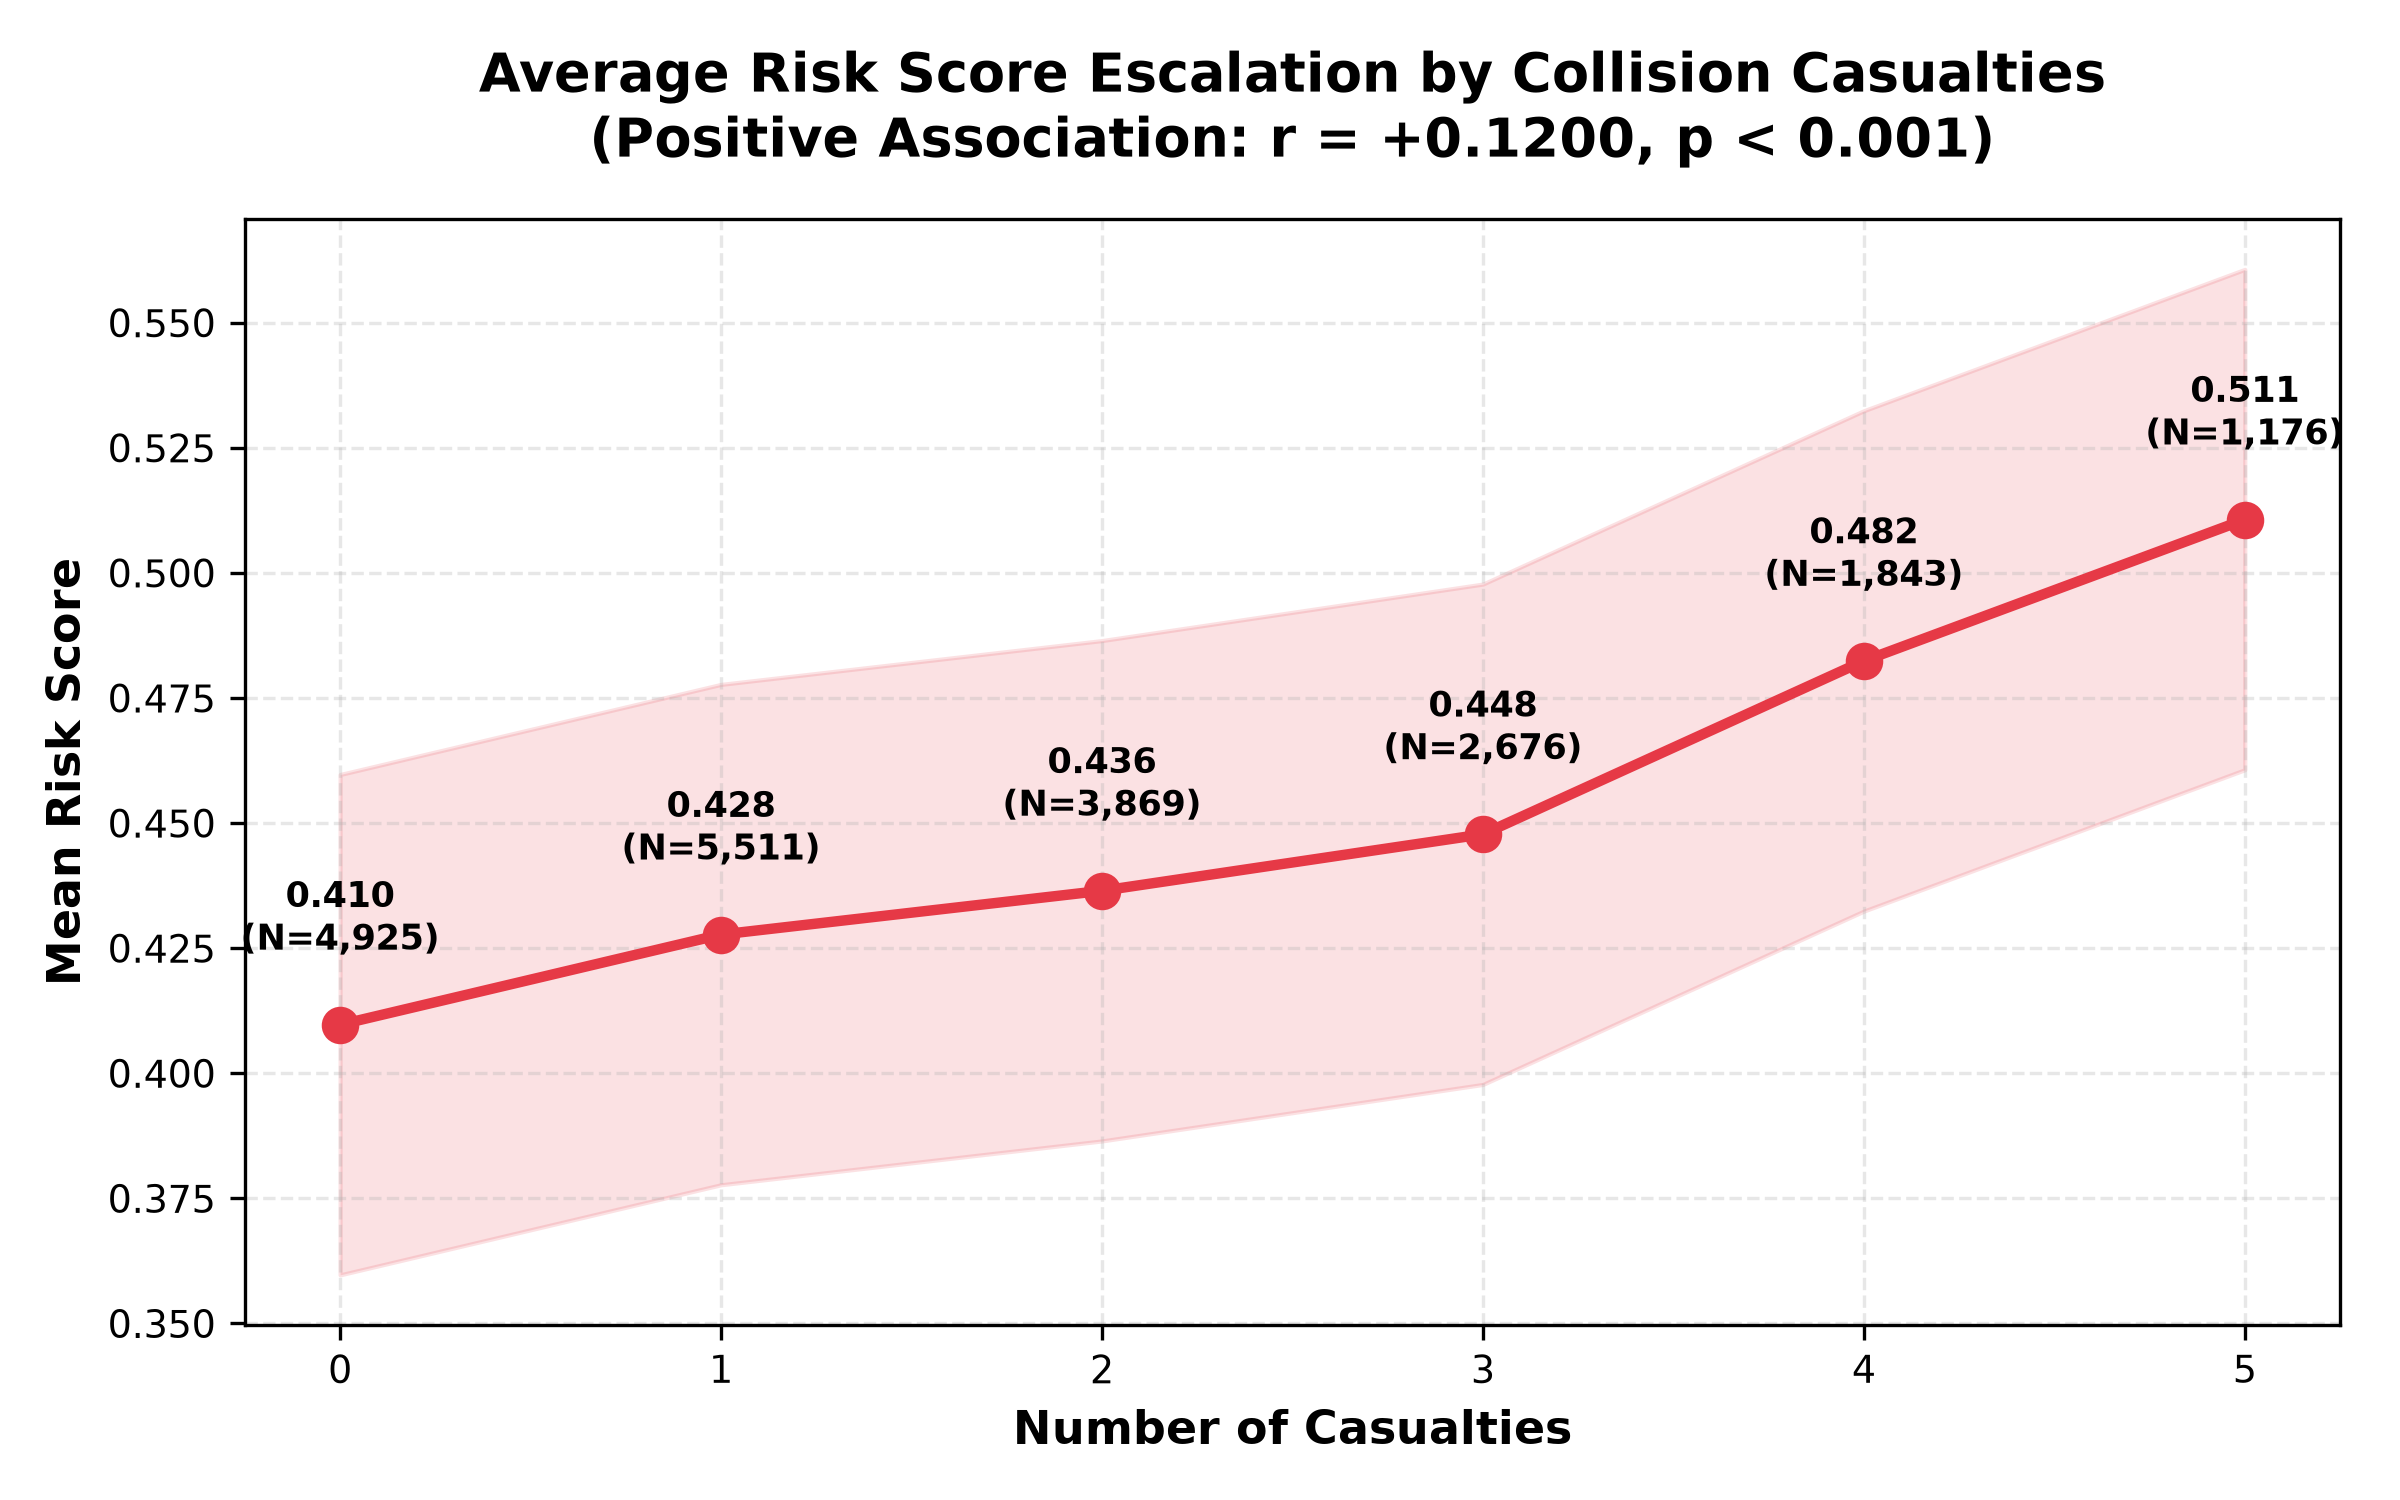 Average Risk Score Escalation by Collision Casualties
(Positive Association: r = +0.1200, p < 0.001)
Mean Risk Score
0.550
0.525
0.500
0.475
0.450
0.425
0.400
0.375
0.350
0.410
(N=4,925)
0.428
(N=5,511)
0.436
(N=3,869)
0.448
(N=2,676)
0.482
(N=1,843)
0.511
(N=1,176)
0
1
2
3
4
5
Number of Casualties